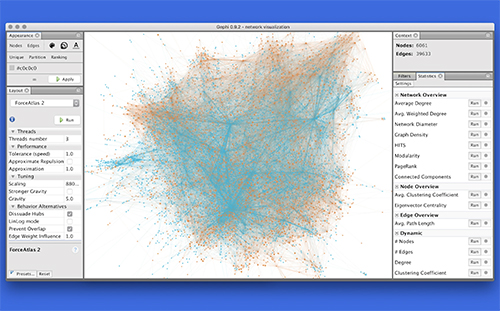 Gephi 0.8.2 - network visualization
Appearance
Nodes Edges
Unique Partition Ranking
#c0c0c0
Apply
Layout
ForceAtlas 2
Run
Threads
Threads number 3
Performance
Tolerance (speed) 1.0
Approximate Repulsion
Approximation 1.0
Tuning
Scaling 880...
Stronger Gravity
Gravity 5.0
Behavior Alternatives
Dissuade Hubs
LinLog mode
Prevent Overlap
Edge Weight Influence 1.0
ForceAtlas 2
Presets... Reset
Context
Nodes: 6061
Edges: 39633
Filters Statistics
Settings
Network Overview
Average Degree Run
Avg. Weighted Degree Run
Network Diameter Run
Graph Density Run
HITS Run
Modularity Run
PageRank Run
Connected Components Run
Node Overview
Avg. Clustering Coefficient Run
Eigenvector Centrality Run
Edge Overview
Avg. Path Length Run
Dynamic
# Nodes Run
# Edges Run
Degree Run
Clustering Coefficient Run